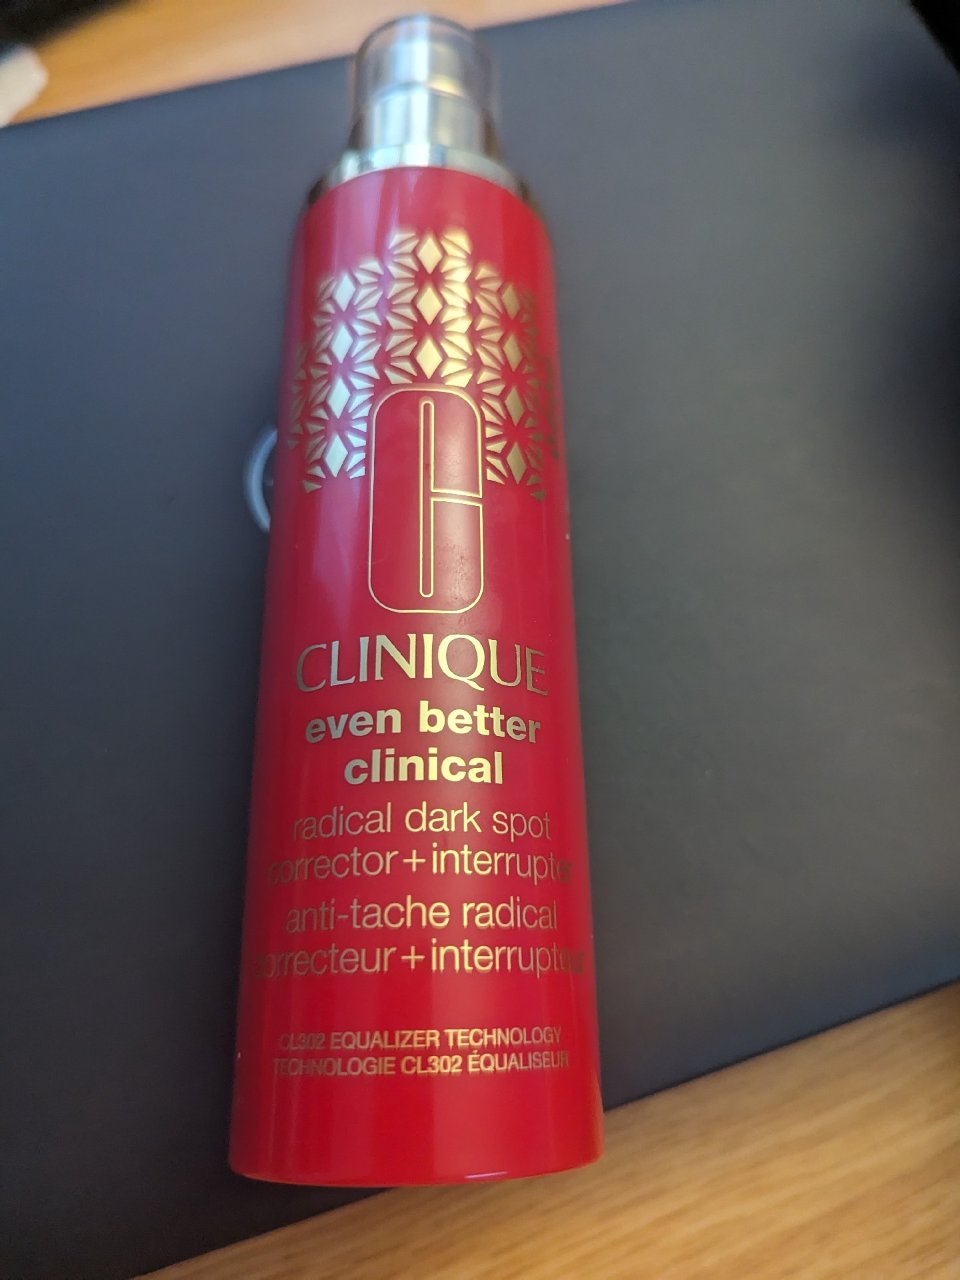 CLINIQUE
even better
clinical
radical dark spot
corrector+interrupter
anti-tache radical
correcteur+interrupteur
CL302 EQUALIZER TECHNOLOGY
TECHNOLOGIE CL302 ÉQUALISEUR